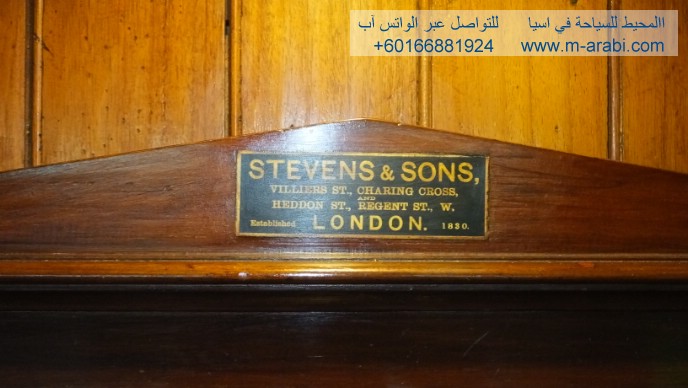 االمحيط للسياحة في اسيا للتواصل عبر الواتس آب
www.m-arabi.com +60166881924
STEVENS & SONS,
VILLIERS ST., CHARING CROSS,
AND
HEDDON ST., REGENT ST., W.
Established LONDON. 1830.